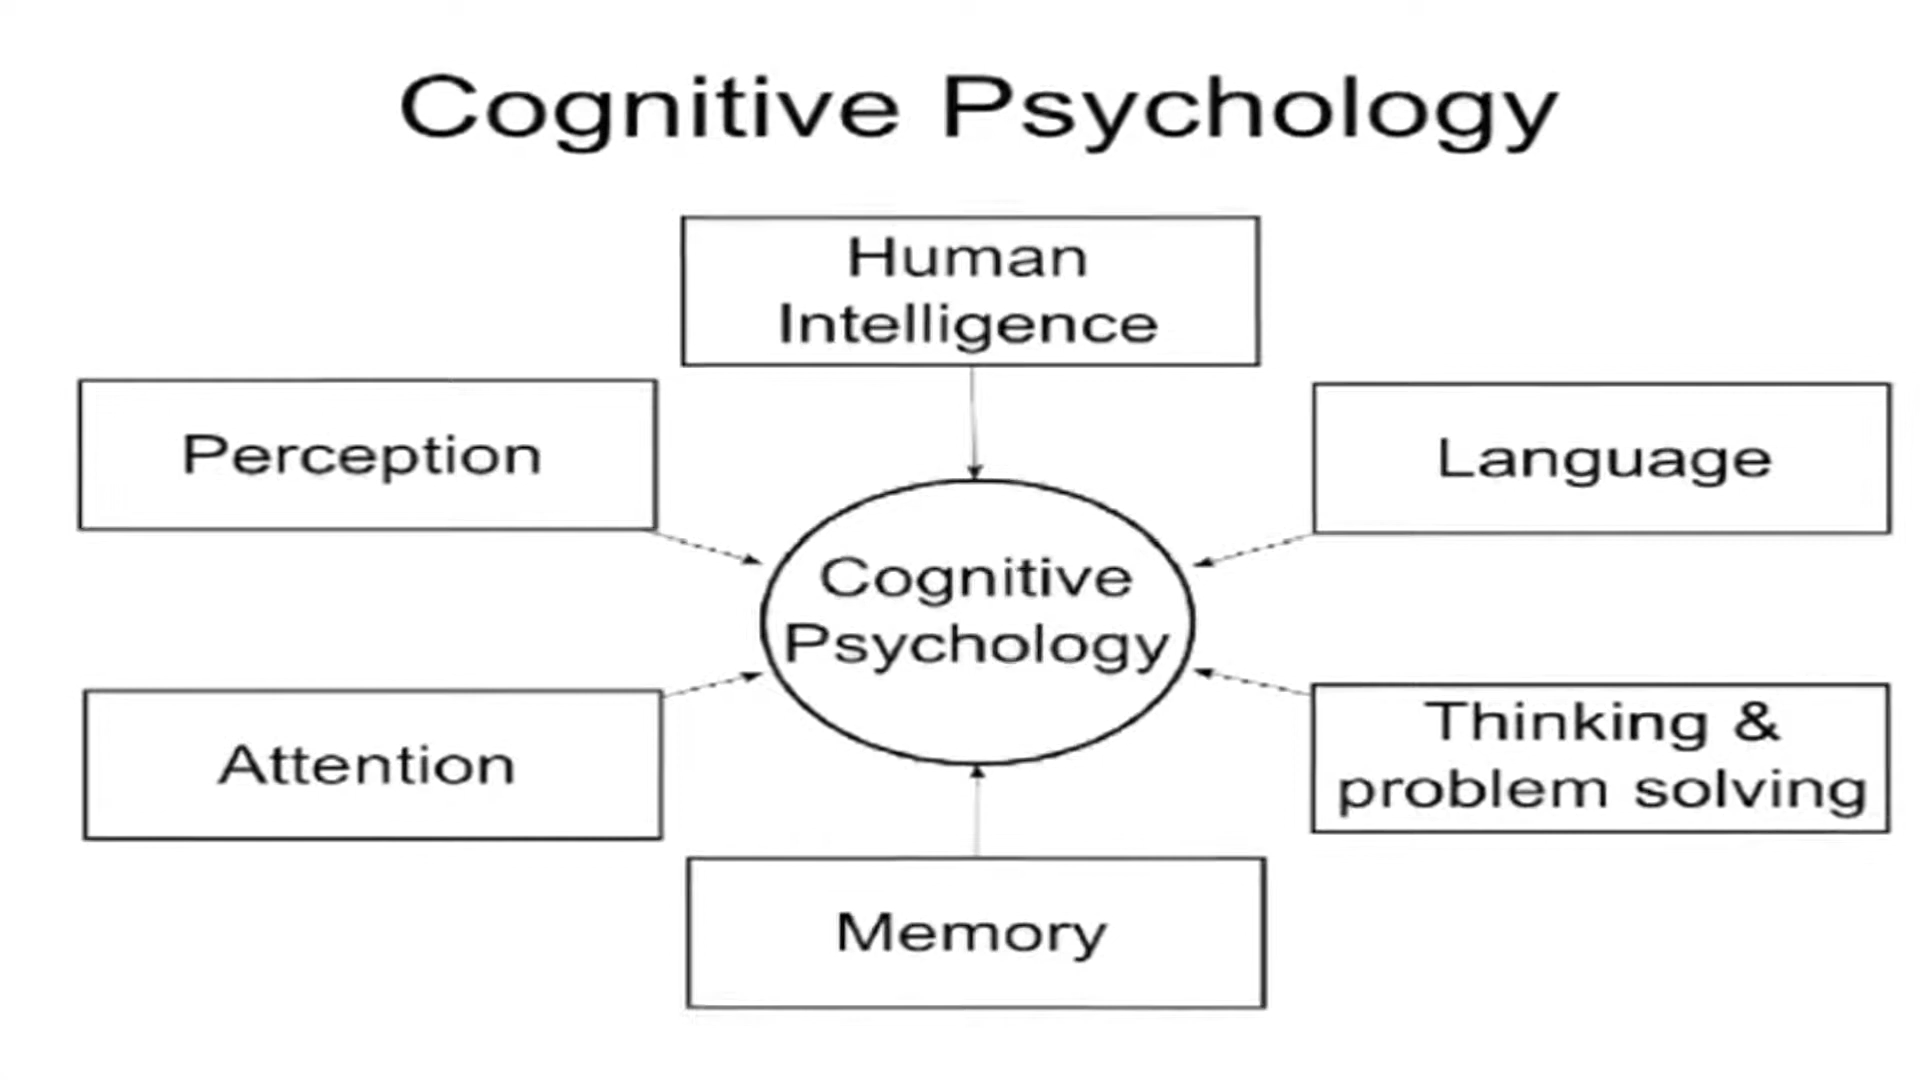 Cognitive Psychology
Human
Intelligence
Perception
Language
Cognitive
Psychology
Attention
Thinking &
problem solving
Memory